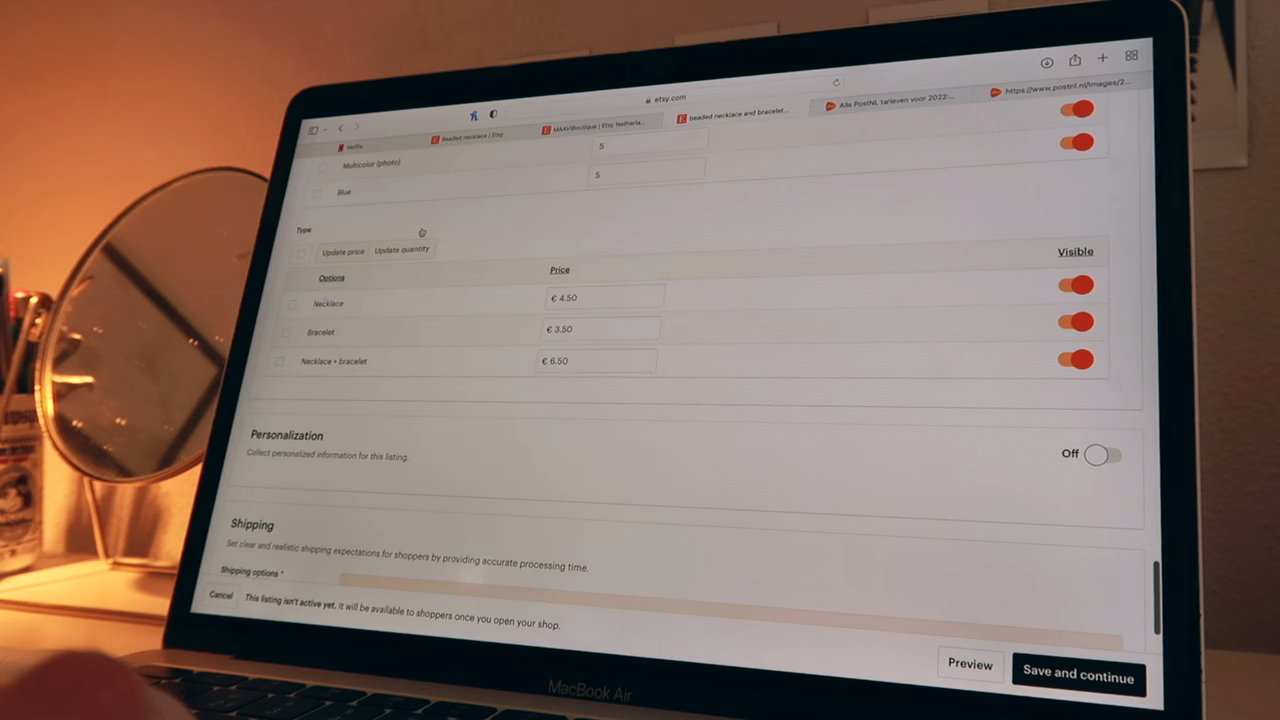 etsy.com
Netflix
Beaded necklace | Etsy
MAAVIBoutique | Etsy Netherla...
beaded necklace and bracelet...
Alle PostNL tarieven voor 2022:...
https://www.postnl.nl/Images/2...
Multicolor (photo) 5
Blue 5
Type
Update price Update quantity
Options Price Visible
Necklace € 4.50
Bracelet € 3.50
Necklace + bracelet € 6.50
Personalization
Collect personalized information for this listing.
Off
Shipping
Set clear and realistic shipping expectations for shoppers by providing accurate processing time.
Shipping options *
Cancel This listing isn't active yet. It will be available to shoppers once you open your shop.
Preview Save and continue
MacBook Air